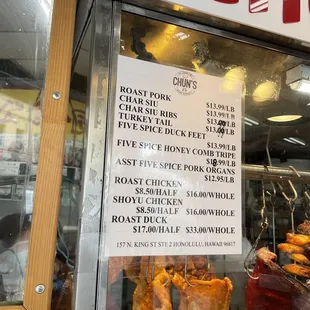 CHUN'S
ROAST PORK $13.99/LB
CHAR SIU $13.99/LB
CHAR SIU RIBS $13.99/LB
TURKEY TAIL
FIVE SPICE DUCK FEET
$13.99/LB
FIVE SPICE HONEY COMB TRIPE
ASST FIVE SPICE PORK ORGANS
$12.95/LB
ROAST CHICKEN
$8.50/HALF $16.00/WHOLE
SHOYU CHICKEN
$8.50/HALF $16.00/WHOLE
ROAST DUCK
$17.00/HALF $33.00/WHOLE
157 N. KING ST STE 2 HONOLULU, HAWAII 96817